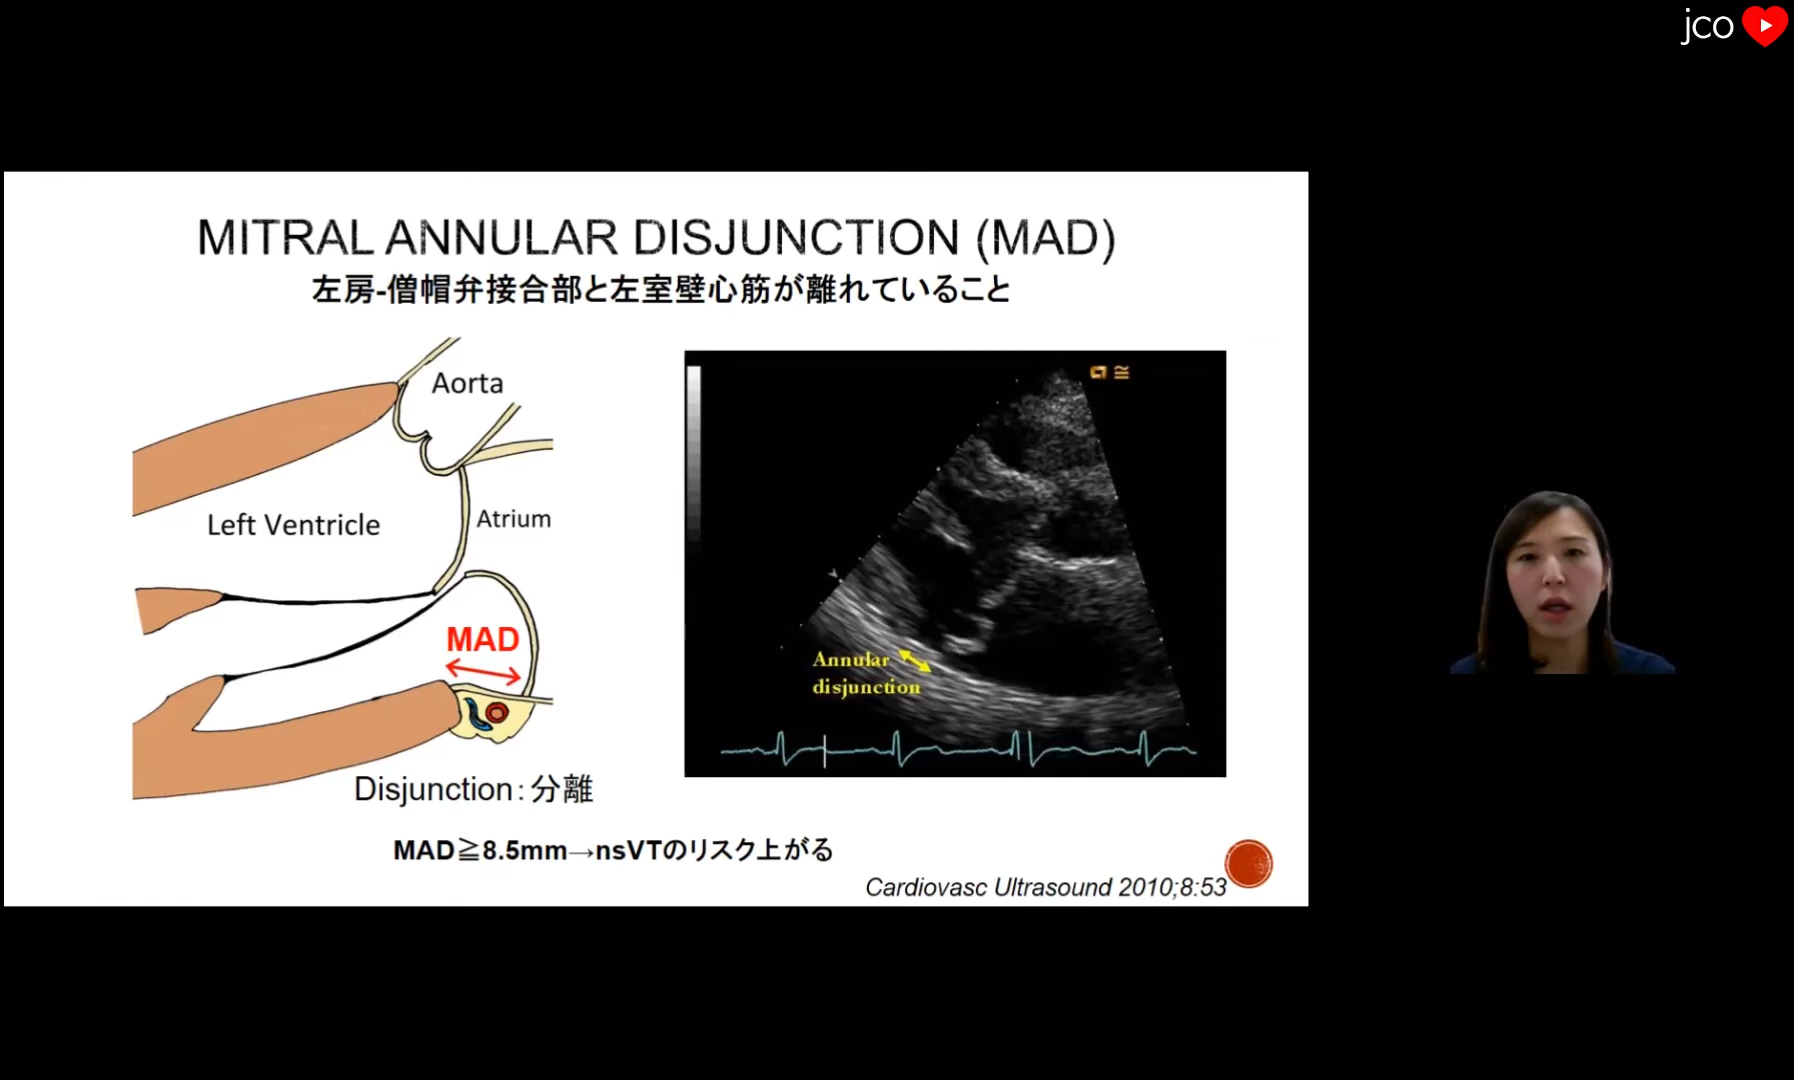 jco
MITRAL ANNULAR DISJUNCTION (MAD)
左房-僧帽弁接合部と左室壁心筋が離れていること
Aorta
Left Ventricle
Atrium
MAD
Disjunction：分離
Annular
disjunction
MAD≧8.5mm→nsVTのリスク上がる
Cardiovasc Ultrasound 2010;8:53